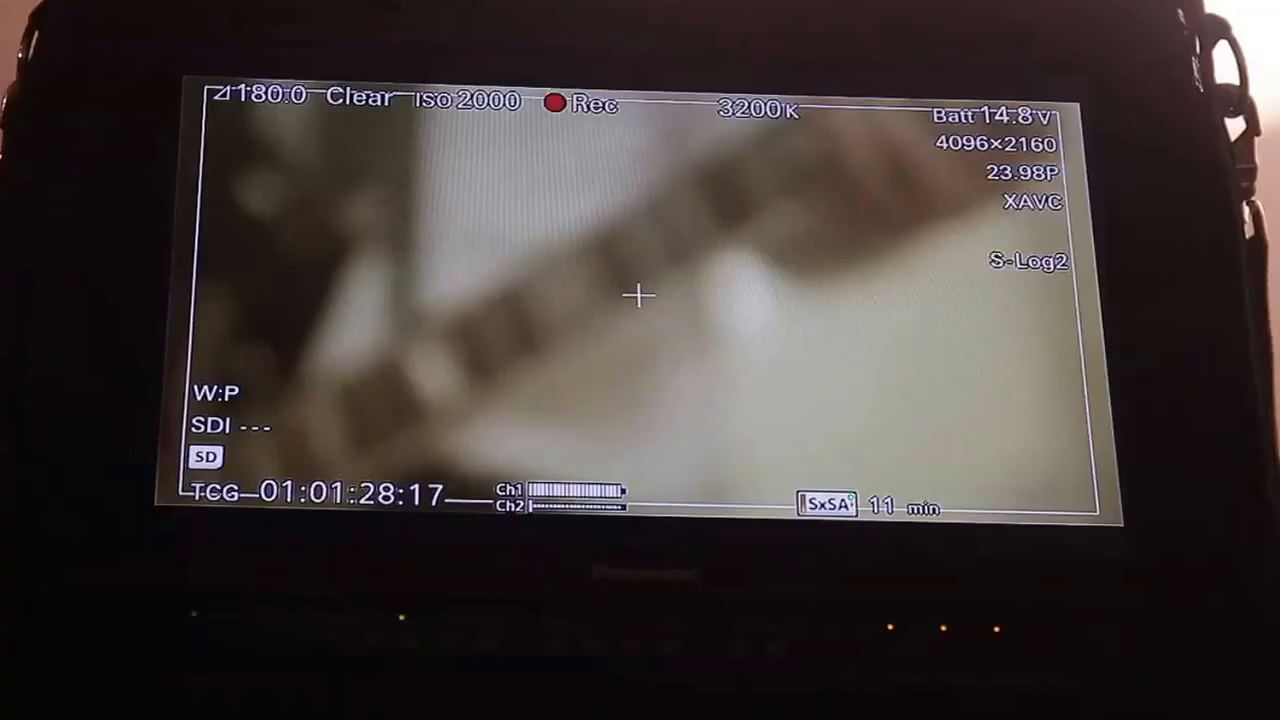 180.0 Clear ISO 2000 Rec 3200K
Batt 14.8V
4096×2160
23.98P
XAVC
S-Log2
W:P
SDI ---
SD
TCG 01:01:28:17
Ch1
Ch2
SxSA 11 min